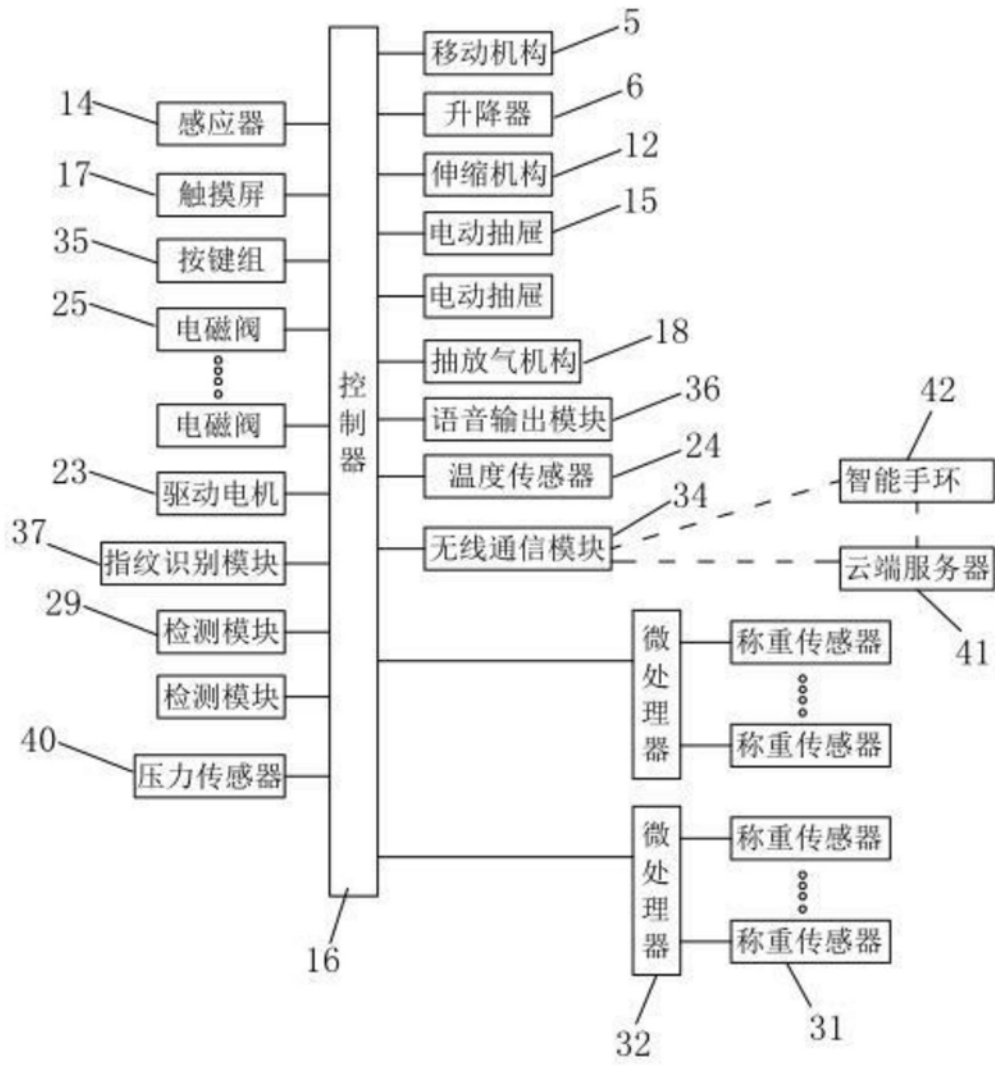 5
移动机构
6
升降器
14
感应器
12
伸缩机构
17
触摸屏
15
电动抽屉
35
按键组
电动抽屉
25
电磁阀
18
抽放气机构
控制器
36
语音输出模块
电磁阀
24
温度传感器
42
智能手环
23
驱动电机
34
无线通信模块
云端服务器
41
37
指纹识别模块
29
检测模块
检测模块
40
压力传感器
微处理器
称重传感器
称重传感器
微处理器
称重传感器
称重传感器
16
32
31